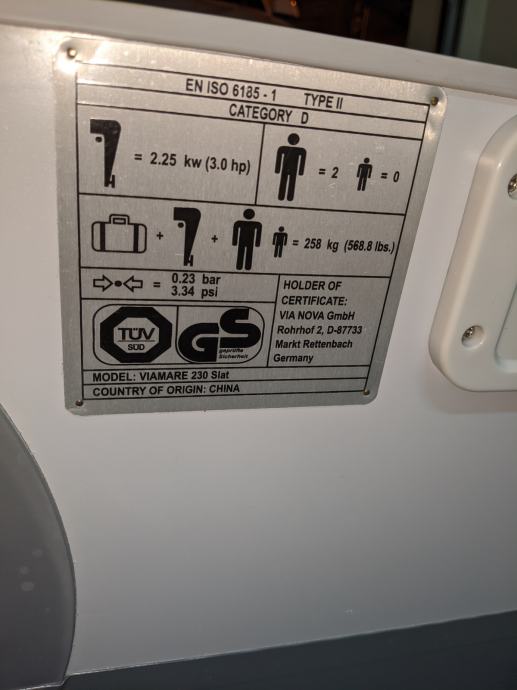 EN ISO 6185 - 1 TYPE II
CATEGORY D
= 2.25 kw (3.0 hp)
= 2 = 0
+ + = 258 kg (568.8 lbs.)
= 0.23 bar
3.34 psi
HOLDER OF
CERTIFICATE:
VIA NOVA GmbH
Rohrhof 2, D-87733
Markt Rettenbach
Germany
TÜV
SÜD
GS
geprüfte
Sicherheit
MODEL: VIAMARE 230 Slat
COUNTRY OF ORIGIN: CHINA